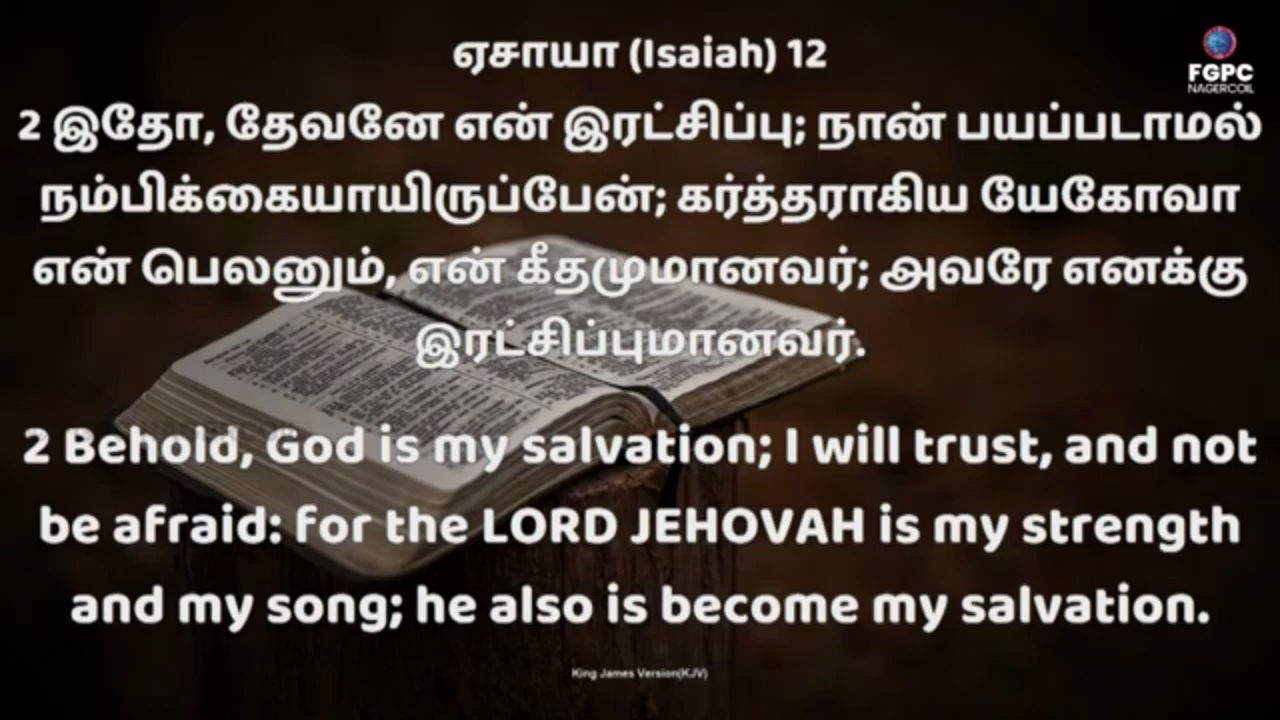 ஏசாயா (Isaiah) 12
FGPC
NAGERCOIL
2 இதோ, தேவனே என் இரட்சிப்பு; நான் பயப்படாமல்
நம்பிக்கையாயிருப்பேன்; கர்த்தராகிய யேகோவா
என் பெலனும், என் கீதமுமானவர்; அவரே எனக்கு
இரட்சிப்புமானவர்.
2 Behold, God is my salvation; I will trust, and not
be afraid: for the LORD JEHOVAH is my strength
and my song; he also is become my salvation.
King James Version(KJV)